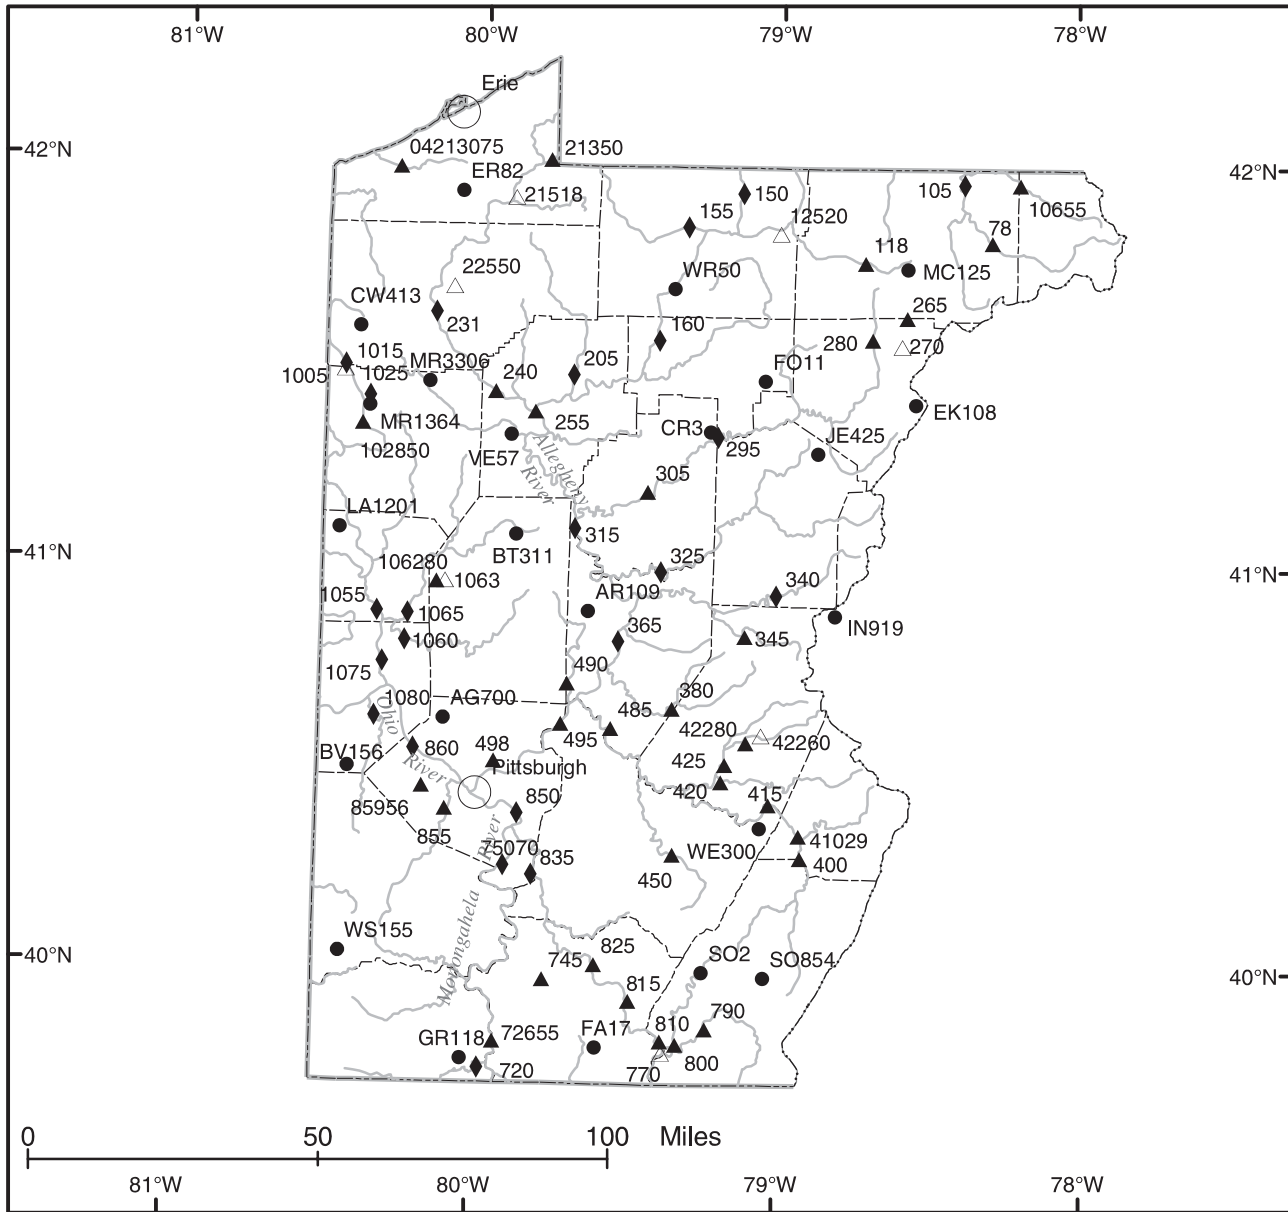 81°W 80°W 79°W 78°W
Erie
42°N
04213075
21350
42°N
ER82
21518
155
150
12520
105
10655
78
118
MC125
22550
WR50
CW413
231
265
160
280
270
1015
MR3306
205
FO11
1005
1025
240
EK108
MR1364
255
CR3
JE425
102850
VE57
295
Allegheny
River
305
LA1201
315
BT311
325
41°N
106280
1063
340
41°N
1055
1065
AR109
IN919
1060
365
345
1075
490
380
1080
AG700
485
42280
Ohio
495
42260
BV156
860
498
425
River
Pittsburgh
420
415
85956
850
855
75070
River
835
WE300
41029
400
450
Monongahela
WS155
40°N
745
825
SO2
SO854
40°N
815
790
GR118
72655
FA17
810
720
770
800
0 50 100 Miles
81°W 80°W 79°W 78°W